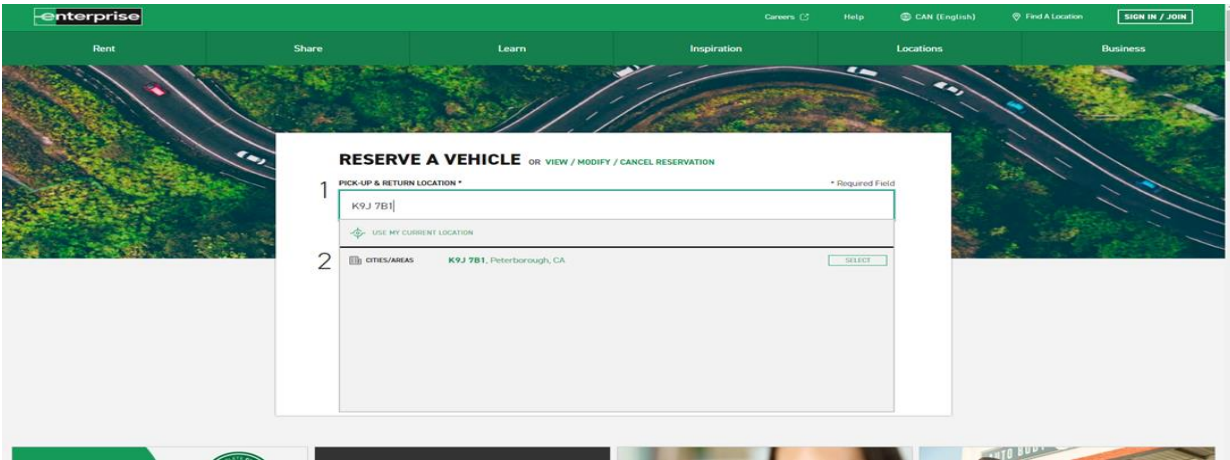 enterprise
Careers Help CAN (English) Find A Location SIGN IN / JOIN
Rent Share Learn Inspiration Locations Business
RESERVE A VEHICLE OR VIEW / MODIFY / CANCEL RESERVATION
1 PICK-UP & RETURN LOCATION * * Required Field
K9J 7B1
USE MY CURRENT LOCATION
2 CITIES/AREAS K9J 7B1, Peterborough, CA SELECT
AUTO BODY